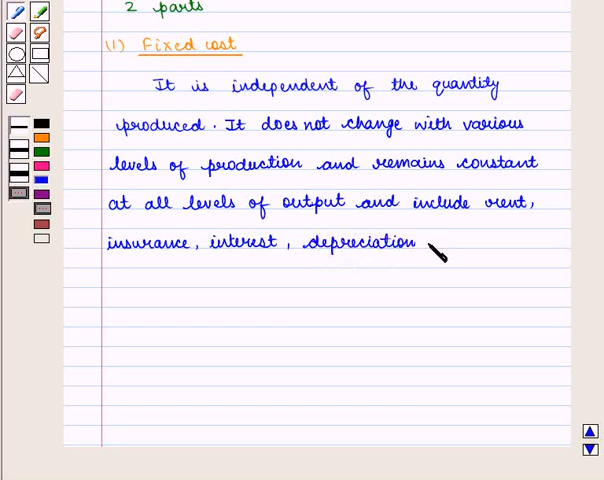 2 parts
(1) Fixed cost
It is independent of the quantity
produced. It does not change with various
levels of production and remains constant
at all levels of output and include rent,
insurance, interest, depreciation